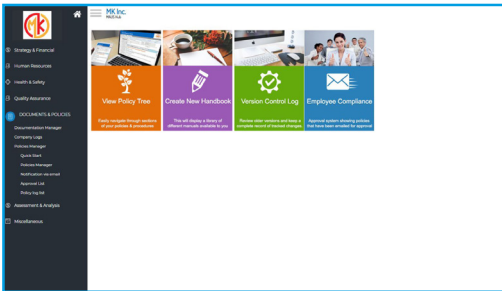 MK
MK Inc.
Strategy & Financial
Human Resources
Health & Safety
Quality Assurance
DOCUMENTS & POLICIES
Documentation Manager
Company Logs
Policies Manager
Quick Start
Policies Manager
Notification via email
Approval List
Policy log list
Assessment & Analysis
Miscellaneous
View Policy Tree
Easily navigate through sections
of your policies & procedures
Create New Handbook
This will display a library of
different manuals available to you
Version Control Log
Review older versions and keep a
complete record of tracked changes
Employee Compliance
Approval system showing policies
that have been emailed for approval